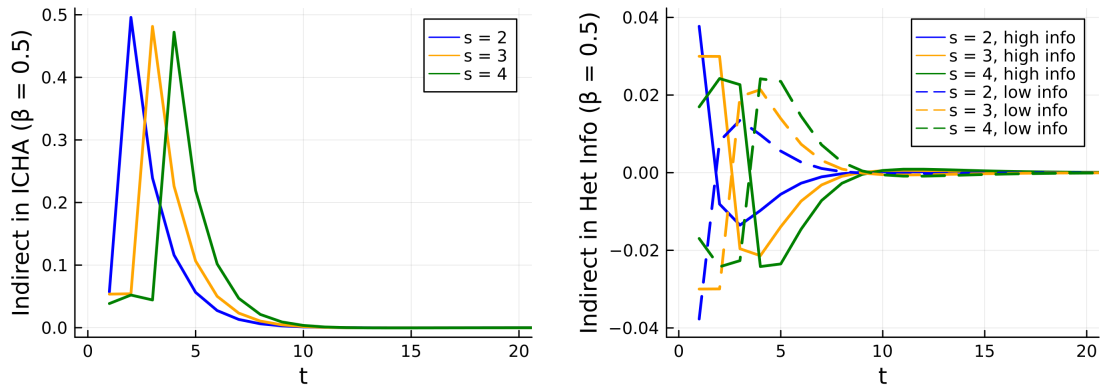 Indirect in ICHA (β = 0.5)
0.5
0.4
0.3
0.2
0.1
0.0
0
5
10
15
20
t
s = 2
s = 3
s = 4
Indirect in Het Info (β = 0.5)
0.04
0.02
0.00
−0.02
−0.04
0
5
10
15
20
t
s = 2, high info
s = 3, high info
s = 4, high info
s = 2, low info
s = 3, low info
s = 4, low info